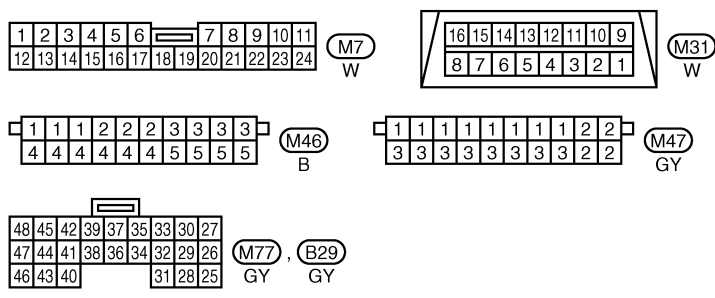 1 2 3 4 5 6 7 8 9 10 11
12 13 14 15 16 17 18 19 20 21 22 23 24
M7
W
16 15 14 13 12 11 10 9
8 7 6 5 4 3 2 1
M31
W
1 1 1 2 2 2 3 3 3 3
4 4 4 4 4 4 5 5 5 5
M46
B
1 1 1 1 1 1 1 1 2 2
3 3 3 3 3 3 3 3 2 2
M47
GY
48 45 42 39 37 35 33 30 27
47 44 41 38 36 34 32 29 26
46 43 40 31 28 25
M77 , B29
GY GY